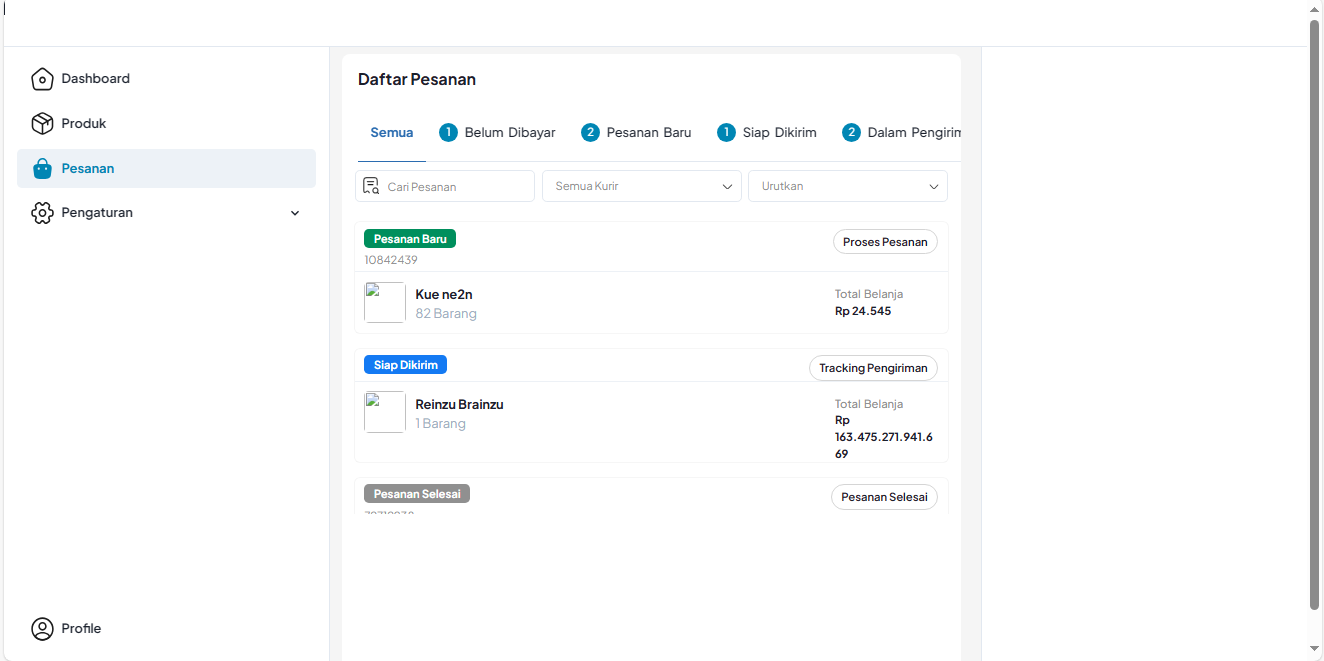 Dashboard
Produk
Pesanan
Pengaturan
Profile
Daftar Pesanan
Semua 1 Belum Dibayar 2 Pesanan Baru 1 Siap Dikirim 2 Dalam Pengirim
Cari Pesanan Semua Kurir Urutkan
Pesanan Baru Proses Pesanan
10842439
Kue ne2n Total Belanja
82 Barang Rp 24.545
Siap Dikirim Tracking Pengiriman
Reinzu Brainzu Total Belanja
1 Barang Rp
163.475.271.941.6
69
Pesanan Selesai Pesanan Selesai